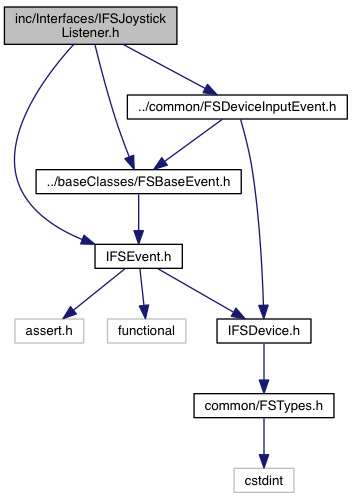 inc/Interfaces/IFSJoystick
Listener.h
../common/FSDeviceInputEvent.h
../baseClasses/FSBaseEvent.h
IFSEvent.h
assert.h
functional
IFSDevice.h
common/FSTypes.h
cstdint